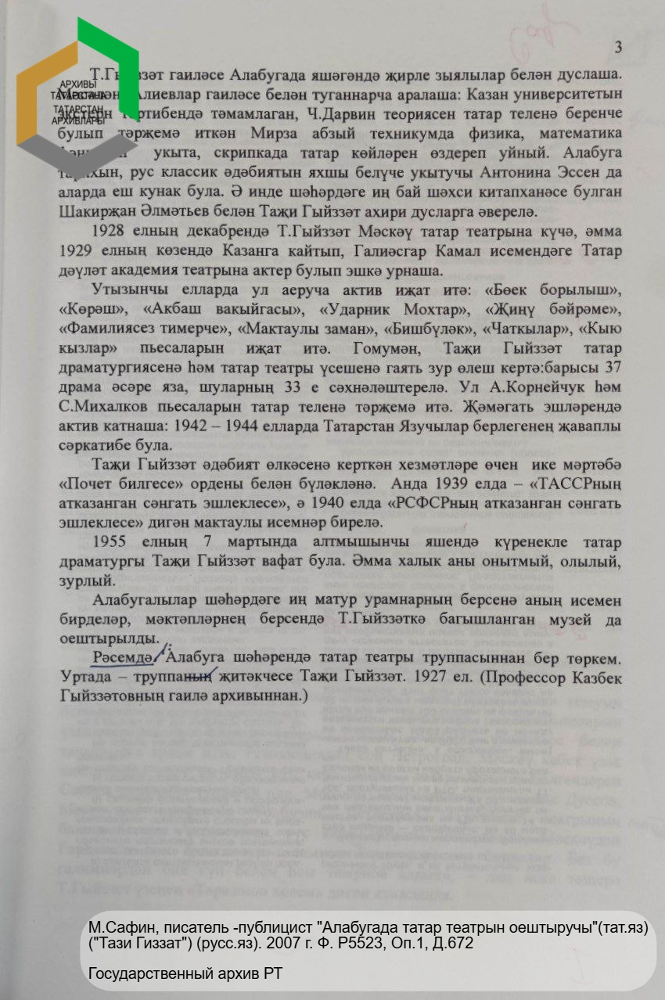 3
Т.Гыйззәт гаиләсе Алабугада яшәгәндә җирле зыялылар белән дуслаша.
Мәсәлән, Алиевлар гаиләсе белән туганнарча аралаша: Казан университетын
экстерн тәртибендә тәмамлаган, Ч.Дарвин теориясен татар теленә беренче
булып тәрҗемә иткән Мирза абзый техникумда физика, математика
укыта, скрипкада татар көйләрен өздереп уйный. Алабуга
тарихын, рус классик әдәбиятын яхшы белүче укытучы Антонина Эссен да
аларда еш кунак була. Ә инде шәһәрдәге иң бай шәхси китапханәсе булган
Шакирҗан Әлмәтьев белән Таҗи Гыйззәт ахири дусларга әверелә.
1928 елның декабрендә Т.Гыйззәт Мәскәү татар театрына күчә, әмма
1929 елның көзендә Казанга кайтып, Галиәсгар Камал исемендәге Татар
дәүләт академия театрына актер булып эшкә урнаша.
Утызынчы елларда ул аеруча актив иҗат итә: «Бөек борылыш»,
«Көрәш», «Акбаш вакыйгасы», «Ударник Мохтар», «Җиңү бәйрәме»,
«Фамилиясез тимерче», «Мактаулы заман», «Бишбүләк», «Чаткылар», «Кыю
кызлар» пьесаларын иҗат итә. Гомумән, Таҗи Гыйззәт татар
драматургиясенә һәм татар театры үсешенә гаять зур өлеш кертә:барысы 37
драма әсәре яза, шуларның 33 е сәхнәләштерелә. Ул А.Корнейчук һәм
С.Михалков пьесаларын татар теленә тәрҗемә итә. Җәмәгать эшләрендә
актив катнаша: 1942 – 1944 елларда Татарстан Язучылар берлегенең җаваплы
сәркатибе була.
Таҗи Гыйззәт әдәбият өлкәсенә керткән хезмәтләре өчен ике мәртәбә
«Почет билгесе» ордены белән бүләкләнә. Анда 1939 елда – «ТАССРның
атказанган сәнгать эшлеклесе», ә 1940 елда «РСФСРның атказанган сәнгать
эшлеклесе» дигән мактаулы исемнәр бирелә.
1955 елның 7 мартында алтмышынчы яшендә күренекле татар
драматургы Таҗи Гыйззәт вафат була. Әмма халык аны онытмый, олылый,
зурлый.
Алабугалылар шәһәрдәге иң матур урамнарның берсенә аның исемен
бирделәр, мәктәпләрнең берсендә Т.Гыйззәткә багышланган музей да
оештырылды.
Рәсемдә. Алабуга шәһәрендә татар театры труппасыннан бер төркем.
Уртада – труппаның җитәкчесе Таҗи Гыйззәт. 1927 ел. (Профессор Казбек
Гыйззәтовның гаилә архивыннан.)
АРХИВЫ
ТАТАРСТАНА
ТАТАРСТАН
АРХИВЛАРЫ
М.Сафин, писатель -публицист "Алабугада татар театрын оештыручы"(тат.яз)
("Тази Гиззат") (русс.яз). 2007 г. Ф. Р5523, Оп.1, Д.672
Государственный архив РТ